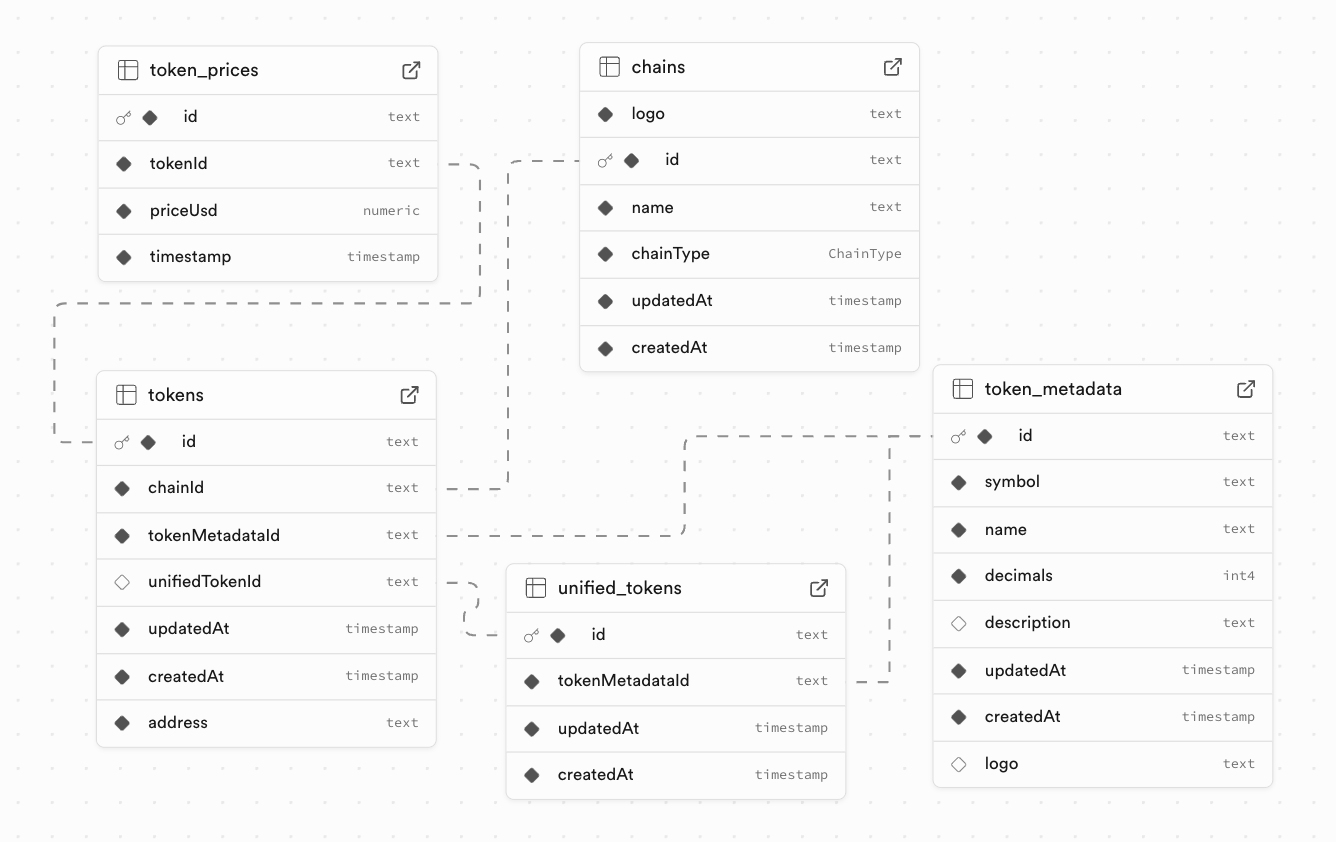 token_prices
id text
tokenId text
priceUsd numeric
timestamp timestamp
chains
logo text
id text
name text
chainType ChainType
updatedAt timestamp
createdAt timestamp
tokens
id text
chainId text
tokenMetadataId text
unifiedTokenId text
updatedAt timestamp
createdAt timestamp
address text
unified_tokens
id text
tokenMetadataId text
updatedAt timestamp
createdAt timestamp
token_metadata
id text
symbol text
name text
decimals int4
description text
updatedAt timestamp
createdAt timestamp
logo text